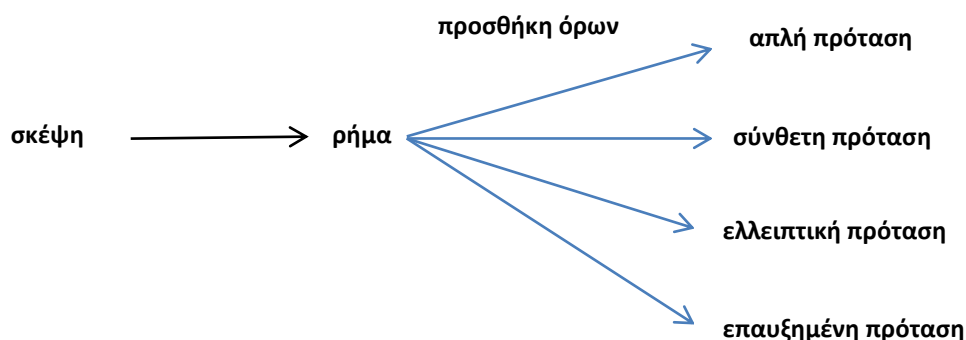 προσθήκη όρων
απλή πρόταση
σκέψη
ρήμα
σύνθετη πρόταση
ελλειπτική πρόταση
επαυξημένη πρόταση